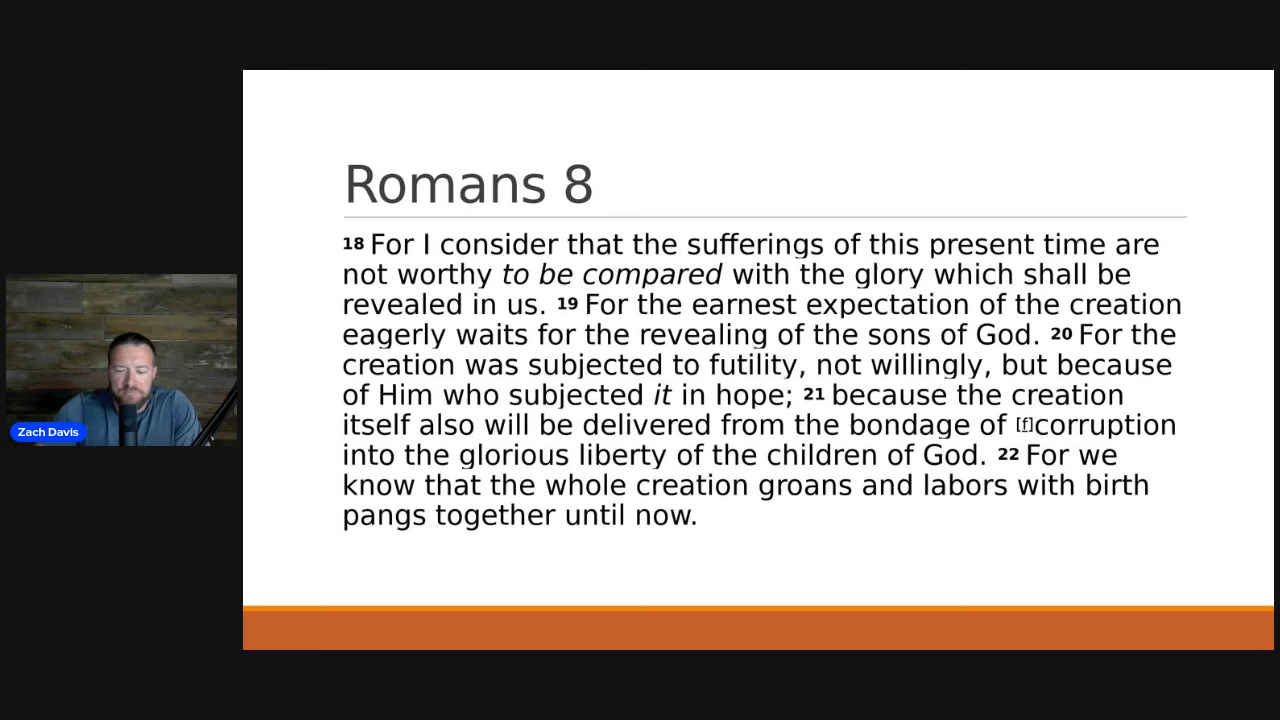 Romans 8
18 For I consider that the sufferings of this present time are
not worthy to be compared with the glory which shall be
revealed in us. 19 For the earnest expectation of the creation
eagerly waits for the revealing of the sons of God. 20 For the
creation was subjected to futility, not willingly, but because
of Him who subjected it in hope; 21 because the creation
itself also will be delivered from the bondage of [f]corruption
into the glorious liberty of the children of God. 22 For we
know that the whole creation groans and labors with birth
pangs together until now.
Zach Davis